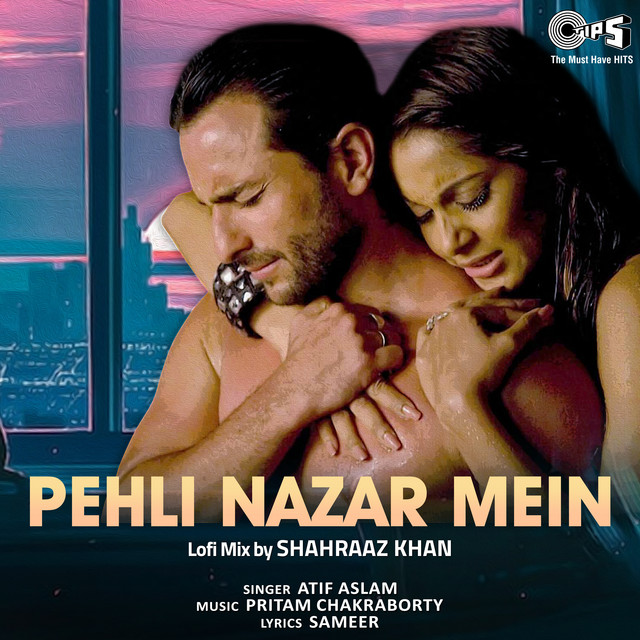 TIPS
The Must Have HITS
PEHLI NAZAR MEIN
Lofi Mix by SHAHRAAZ KHAN
SINGER ATIF ASLAM
MUSIC PRITAM CHAKRABORTY
LYRICS SAMEER